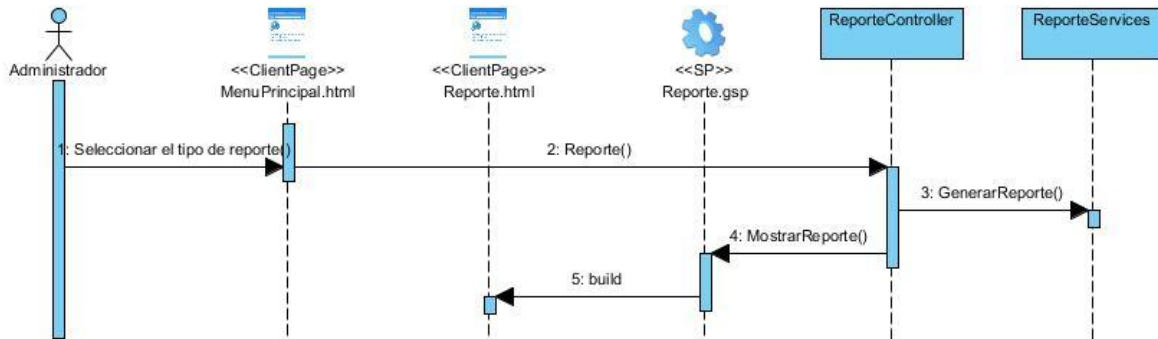 ReporteController
ReporteServices
Administrador
<<ClientPage>>
MenuPrincipal.html
<<ClientPage>>
Reporte.html
<<SP>>
Reporte.gsp
1: Seleccionar el tipo de reporte()
2: Reporte()
3: GenerarReporte()
4: MostrarReporte()
5: build